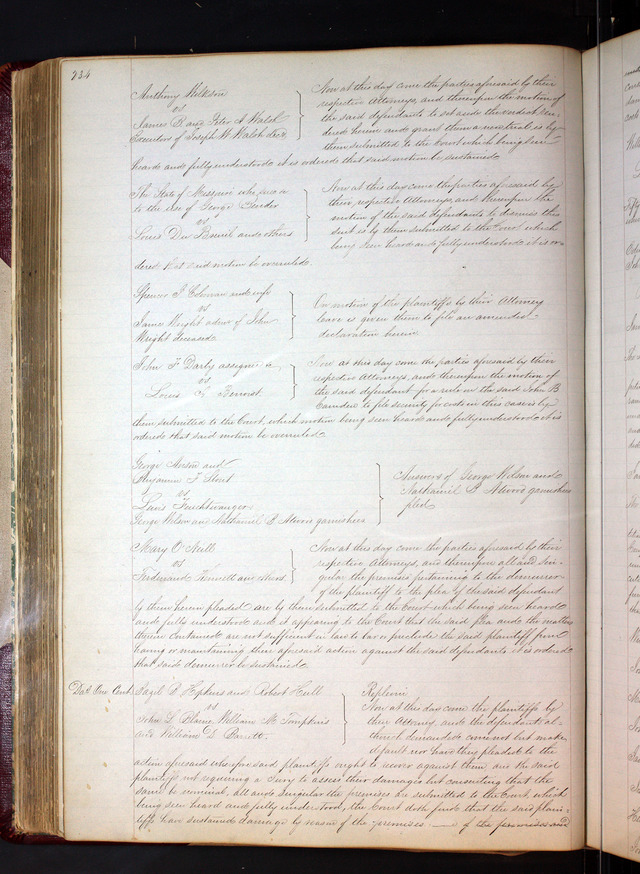 234
Anthony Wilkson
vs
James B and Peter A Walsh
Executors of Joseph W. Walsh decd
Now at this day come the parties aforesaid by their
respective Attorneys, and thereupon the motion of
the said defendants to set aside the verdict ren-
dered herein and grant them a new trial, is by
them submitted to the Court which being seen
heard and fully understood it is ordered that said motion be sustained
The State of Missouri who sues
to the use of George
vs
Louis and others
Now at this day come the parties aforesaid by
their respective Attorneys and thereupon the
motion of the said defendants to dismiss this
suit is by them submitted to the Court which
being seen heard and fully understood it is or-
dered that said motion be overruled.
Spencer J Coleman and wife
vs
Jane Wright admx of John
Wright deceased
On motion of the plaintiffs by their Attorney
leave is given them to file an amended
declaration herein
John F Darby assignee
vs
Louis A Benoist
Now at this day come the parties aforesaid by their
respective Attorneys, and thereupon the motion of
the said defendant for a rule on the said John B
Camden to file security for costs in this case is by
them submitted to the Court, which motion being seen heard and fully understood it is
ordered that said motion be overruled
George and
Benjamin F Stout
vs
Louis Feuchtwanger
George Wilson and Nathaniel P Atwood garnishees
Answers of George Wilson and
Nathaniel P Atwood garnishees
filed
Mary O Neill
vs
Ferdinand Kennett and others
Now at this day come the parties aforesaid by their
respective Attorneys, and thereupon all and sin-
gular the premises pertaining to the demurrer
of the plaintiff to the plea of the said defendant
by them herein pleaded are by them submitted to the Court which being seen heard
and fully understood and it appearing to the Court that the said plea and the matters
therein contained are not sufficient in law to bar or preclude the said plaintiff from
having or maintaining their aforesaid action against the said defendants it is ordered
that said demurrer be sustained
Cazil P Hopkins and Robert Hull
vs
John L Blaine William M Tompkins
and William D Barrett
Replevin
Now at this day come the plaintiffs by
their Attorney, and the defendants al-
though demanded come not but make
default nor have they pleaded to the
action aforesaid wherefore said plaintiffs ought to recover against them and the said
plaintiffs not requiring a Jury to assess their damages but consenting that the
same be nominal, all and singular the premises are submitted to the Court, which
being seen heard and fully understood, the Court doth find that the said plain-
tiffs have sustained damage by reason of the premises of the premises and